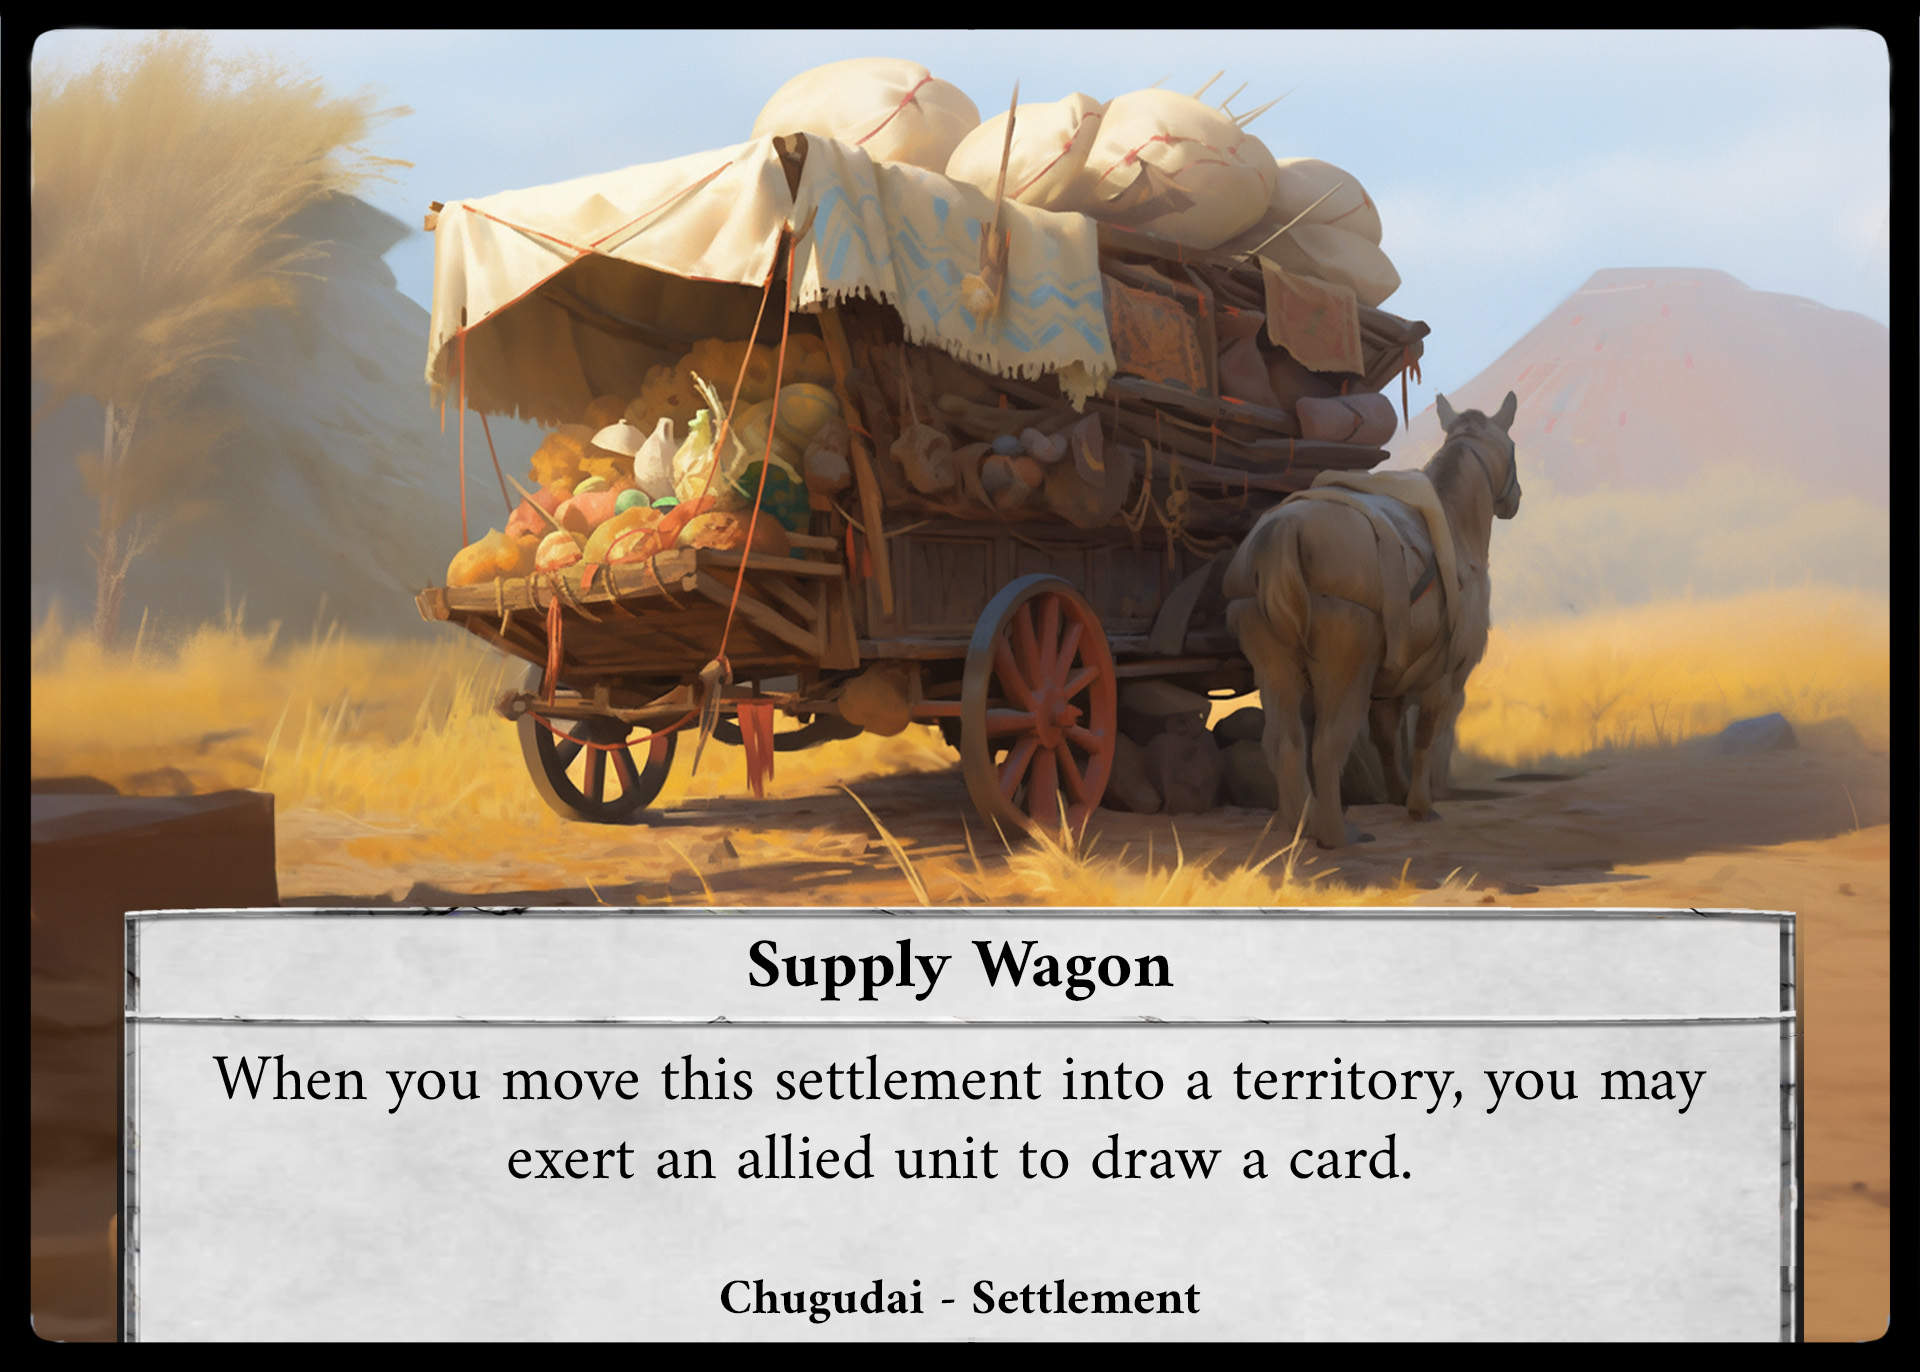 Supply Wagon
When you move this settlement into a territory, you may
exert an allied unit to draw a card.
Chugudai - Settlement